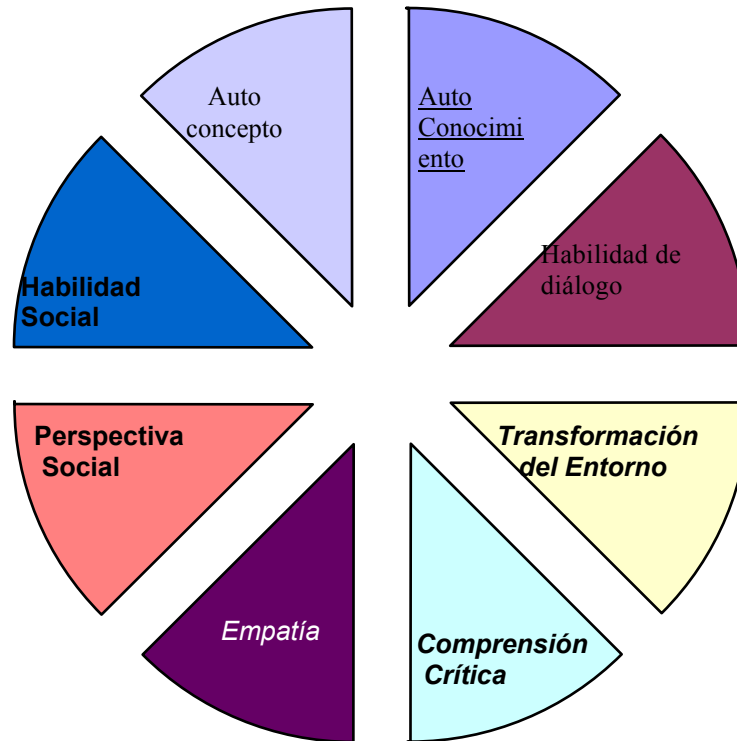 Auto
concepto
Auto
Conocimi
ento
Habilidad de
diálogo
Transformación
del Entorno
Comprensión
Crítica
Empatía
Perspectiva
Social
Habilidad
Social